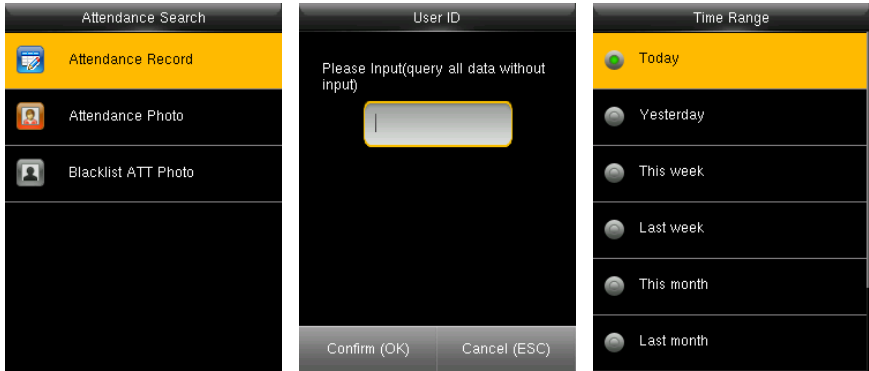 Attendance Search
Attendance Record
Attendance Photo
Blacklist ATT Photo
User ID
Please Input(query all data without
input)
Confirm (OK)
Cancel (ESC)
Time Range
Today
Yesterday
This week
Last week
This month
Last month